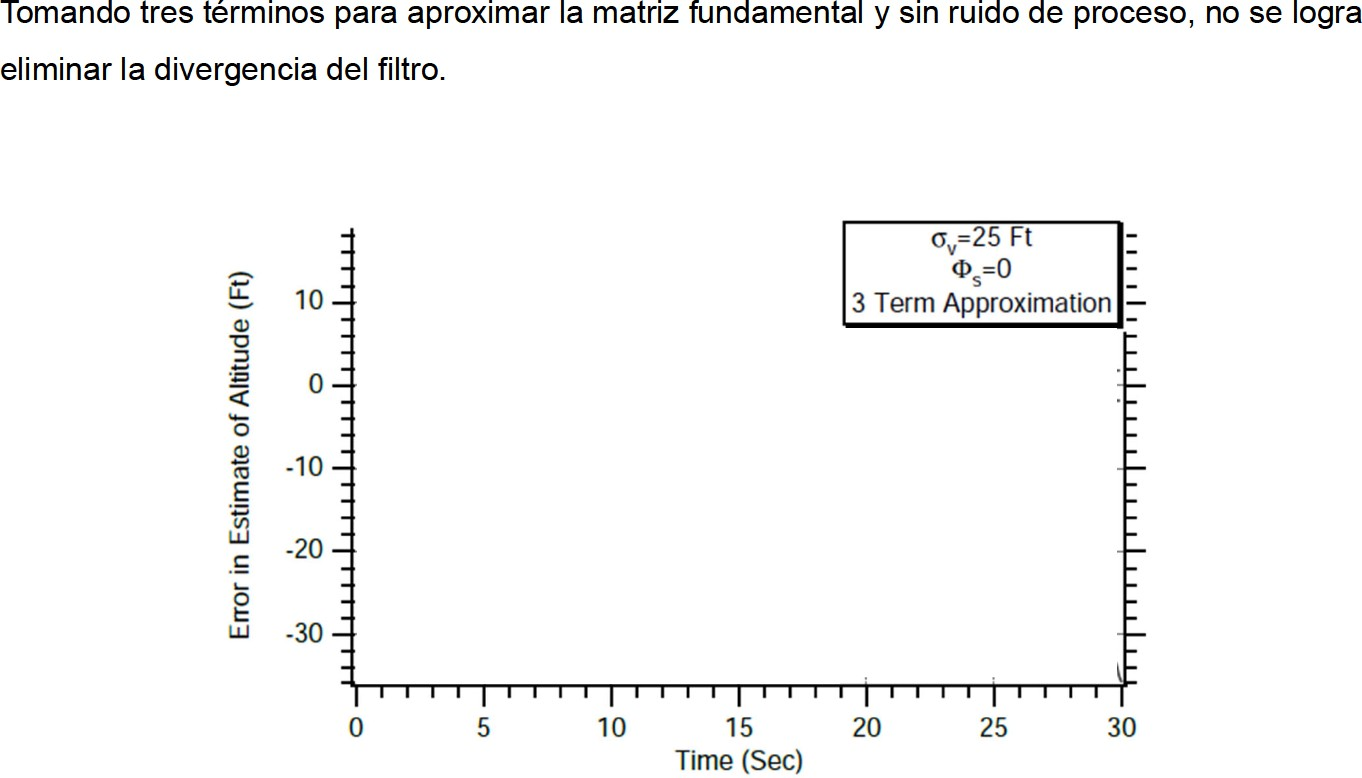 Tomando tres términos para aproximar la matriz fundamental y sin ruido de proceso, no se logra
eliminar la divergencia del filtro.
σv=25 Ft
Φs=0
3 Term Approximation
Error in Estimate of Altitude (Ft)
10
0
-10
-20
-30
0 5 10 15 20 25 30
Time (Sec)